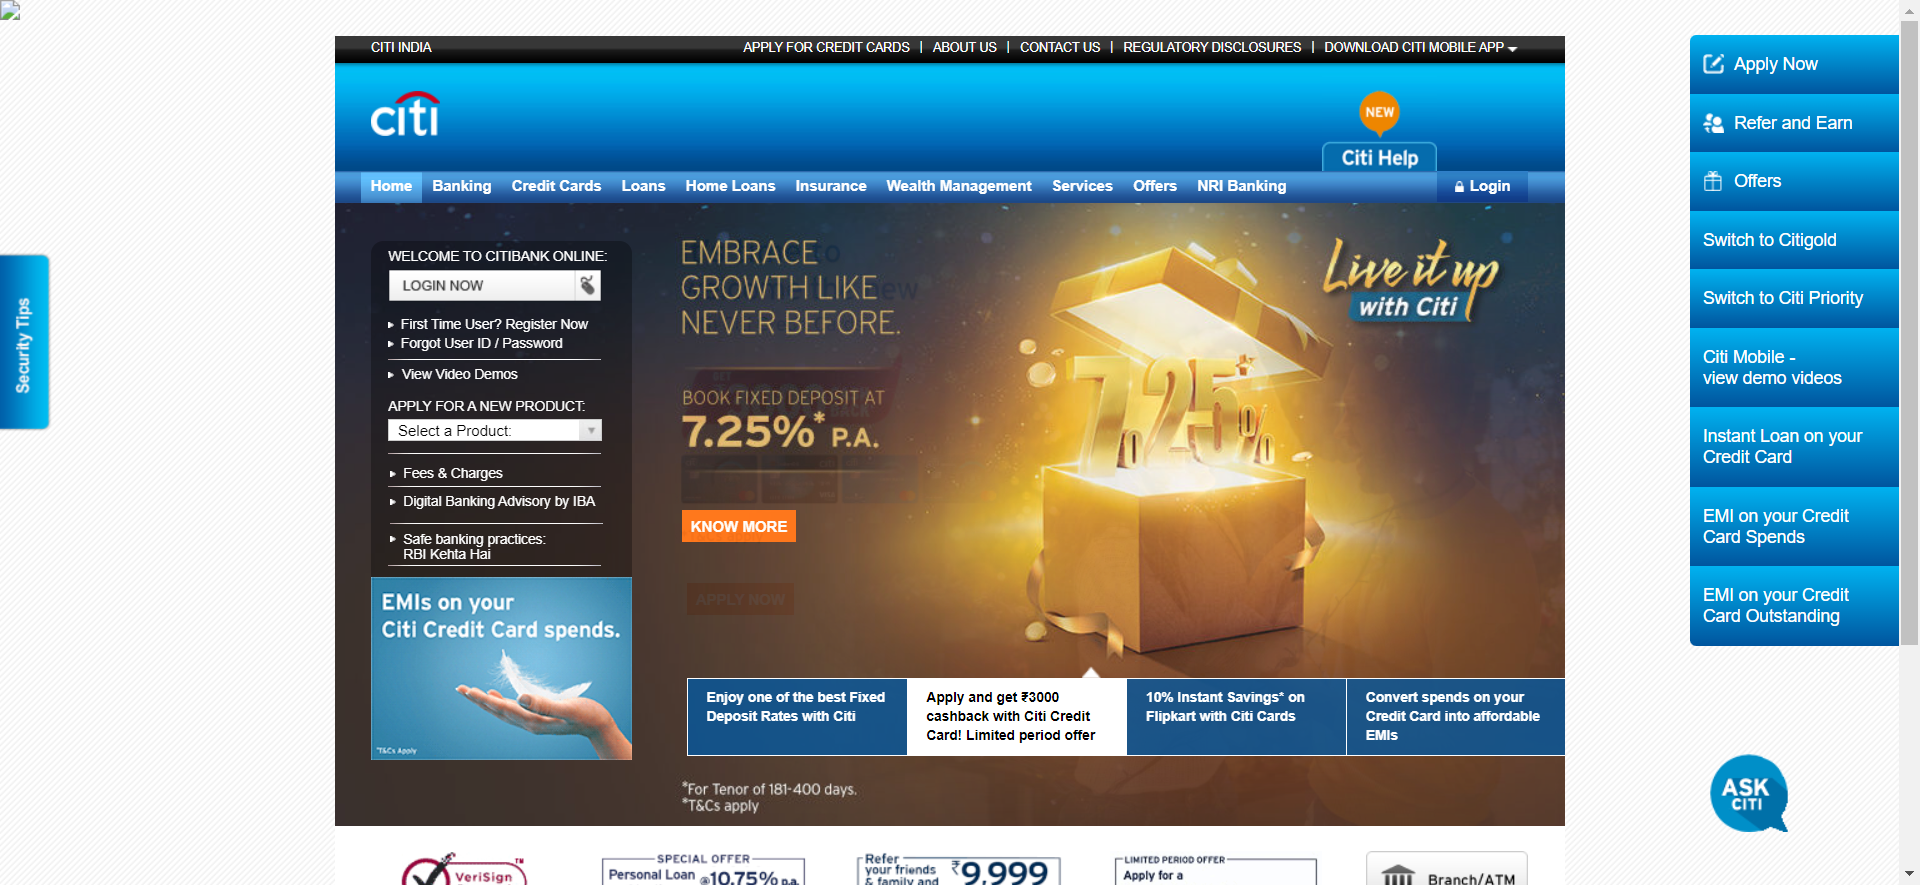 CITI INDIA
APPLY FOR CREDIT CARDS | ABOUT US | CONTACT US | REGULATORY DISCLOSURES | DOWNLOAD CITI MOBILE APP
citi
NEW
Citi Help
Home Banking Credit Cards Loans Home Loans Insurance Wealth Management Services Offers NRI Banking
Login
Security Tips
WELCOME TO CITIBANK ONLINE:
LOGIN NOW
First Time User? Register Now
Forgot User ID / Password
View Video Demos
APPLY FOR A NEW PRODUCT:
Select a Product:
Fees & Charges
Digital Banking Advisory by IBA
Safe banking practices:
RBI Kehta Hai
EMIs on your
Citi Credit Card spends.
*T&Cs Apply
EMBRACE
GROWTH LIKE
NEVER BEFORE.
BOOK FIXED DEPOSIT AT
7.25%* P.A.
KNOW MORE
APPLY NOW
Live it up
with Citi
7.25%
Enjoy one of the best Fixed
Deposit Rates with Citi
Apply and get ₹3000
cashback with Citi Credit
Card! Limited period offer
10% Instant Savings* on
Flipkart with Citi Cards
Convert spends on your
Credit Card into affordable
EMIs
*For Tenor of 181-400 days.
*T&Cs apply
Apply Now
Refer and Earn
Offers
Switch to Citigold
Switch to Citi Priority
Citi Mobile -
view demo videos
Instant Loan on your
Credit Card
EMI on your Credit
Card Spends
EMI on your Credit
Card Outstanding
ASK
CITI
VeriSign
SPECIAL OFFER
Personal Loan @10.75% p.a.
Refer
your friends
& family and
₹9,999
LIMITED PERIOD OFFER
Apply for a
Branch/ATM